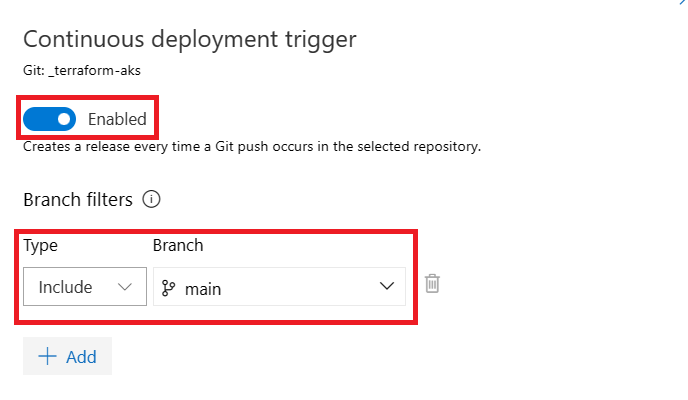 Continuous deployment trigger
Git: _terraform-aks
Enabled
Creates a release every time a Git push occurs in the selected repository.
Branch filters
Type Branch
Include main
Add